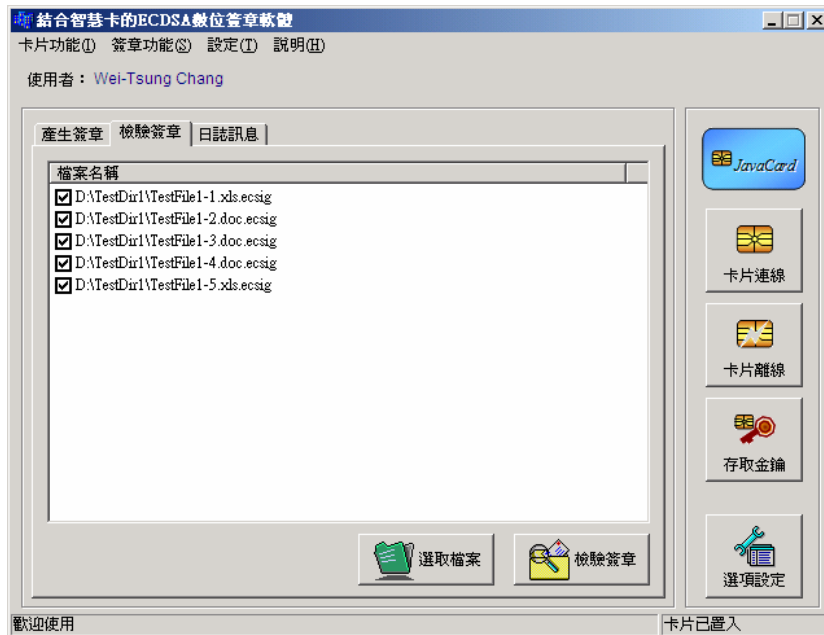 結合智慧卡的ECDSA數位簽章軟體
卡片功能(I) 簽章功能(S) 設定(T) 說明(H)
使用者： Wei-Tsung Chang
產生簽章 檢驗簽章 日誌訊息
檔案名稱
D:\TestDir1\TestFile1-1.xls.ecsig
D:\TestDir1\TestFile1-2.doc.ecsig
D:\TestDir1\TestFile1-3.doc.ecsig
D:\TestDir1\TestFile1-4.doc.ecsig
D:\TestDir1\TestFile1-5.xls.ecsig
選取檔案 檢驗簽章
JavaCard
卡片連線
卡片離線
存取金鑰
選項設定
歡迎使用 卡片已置入